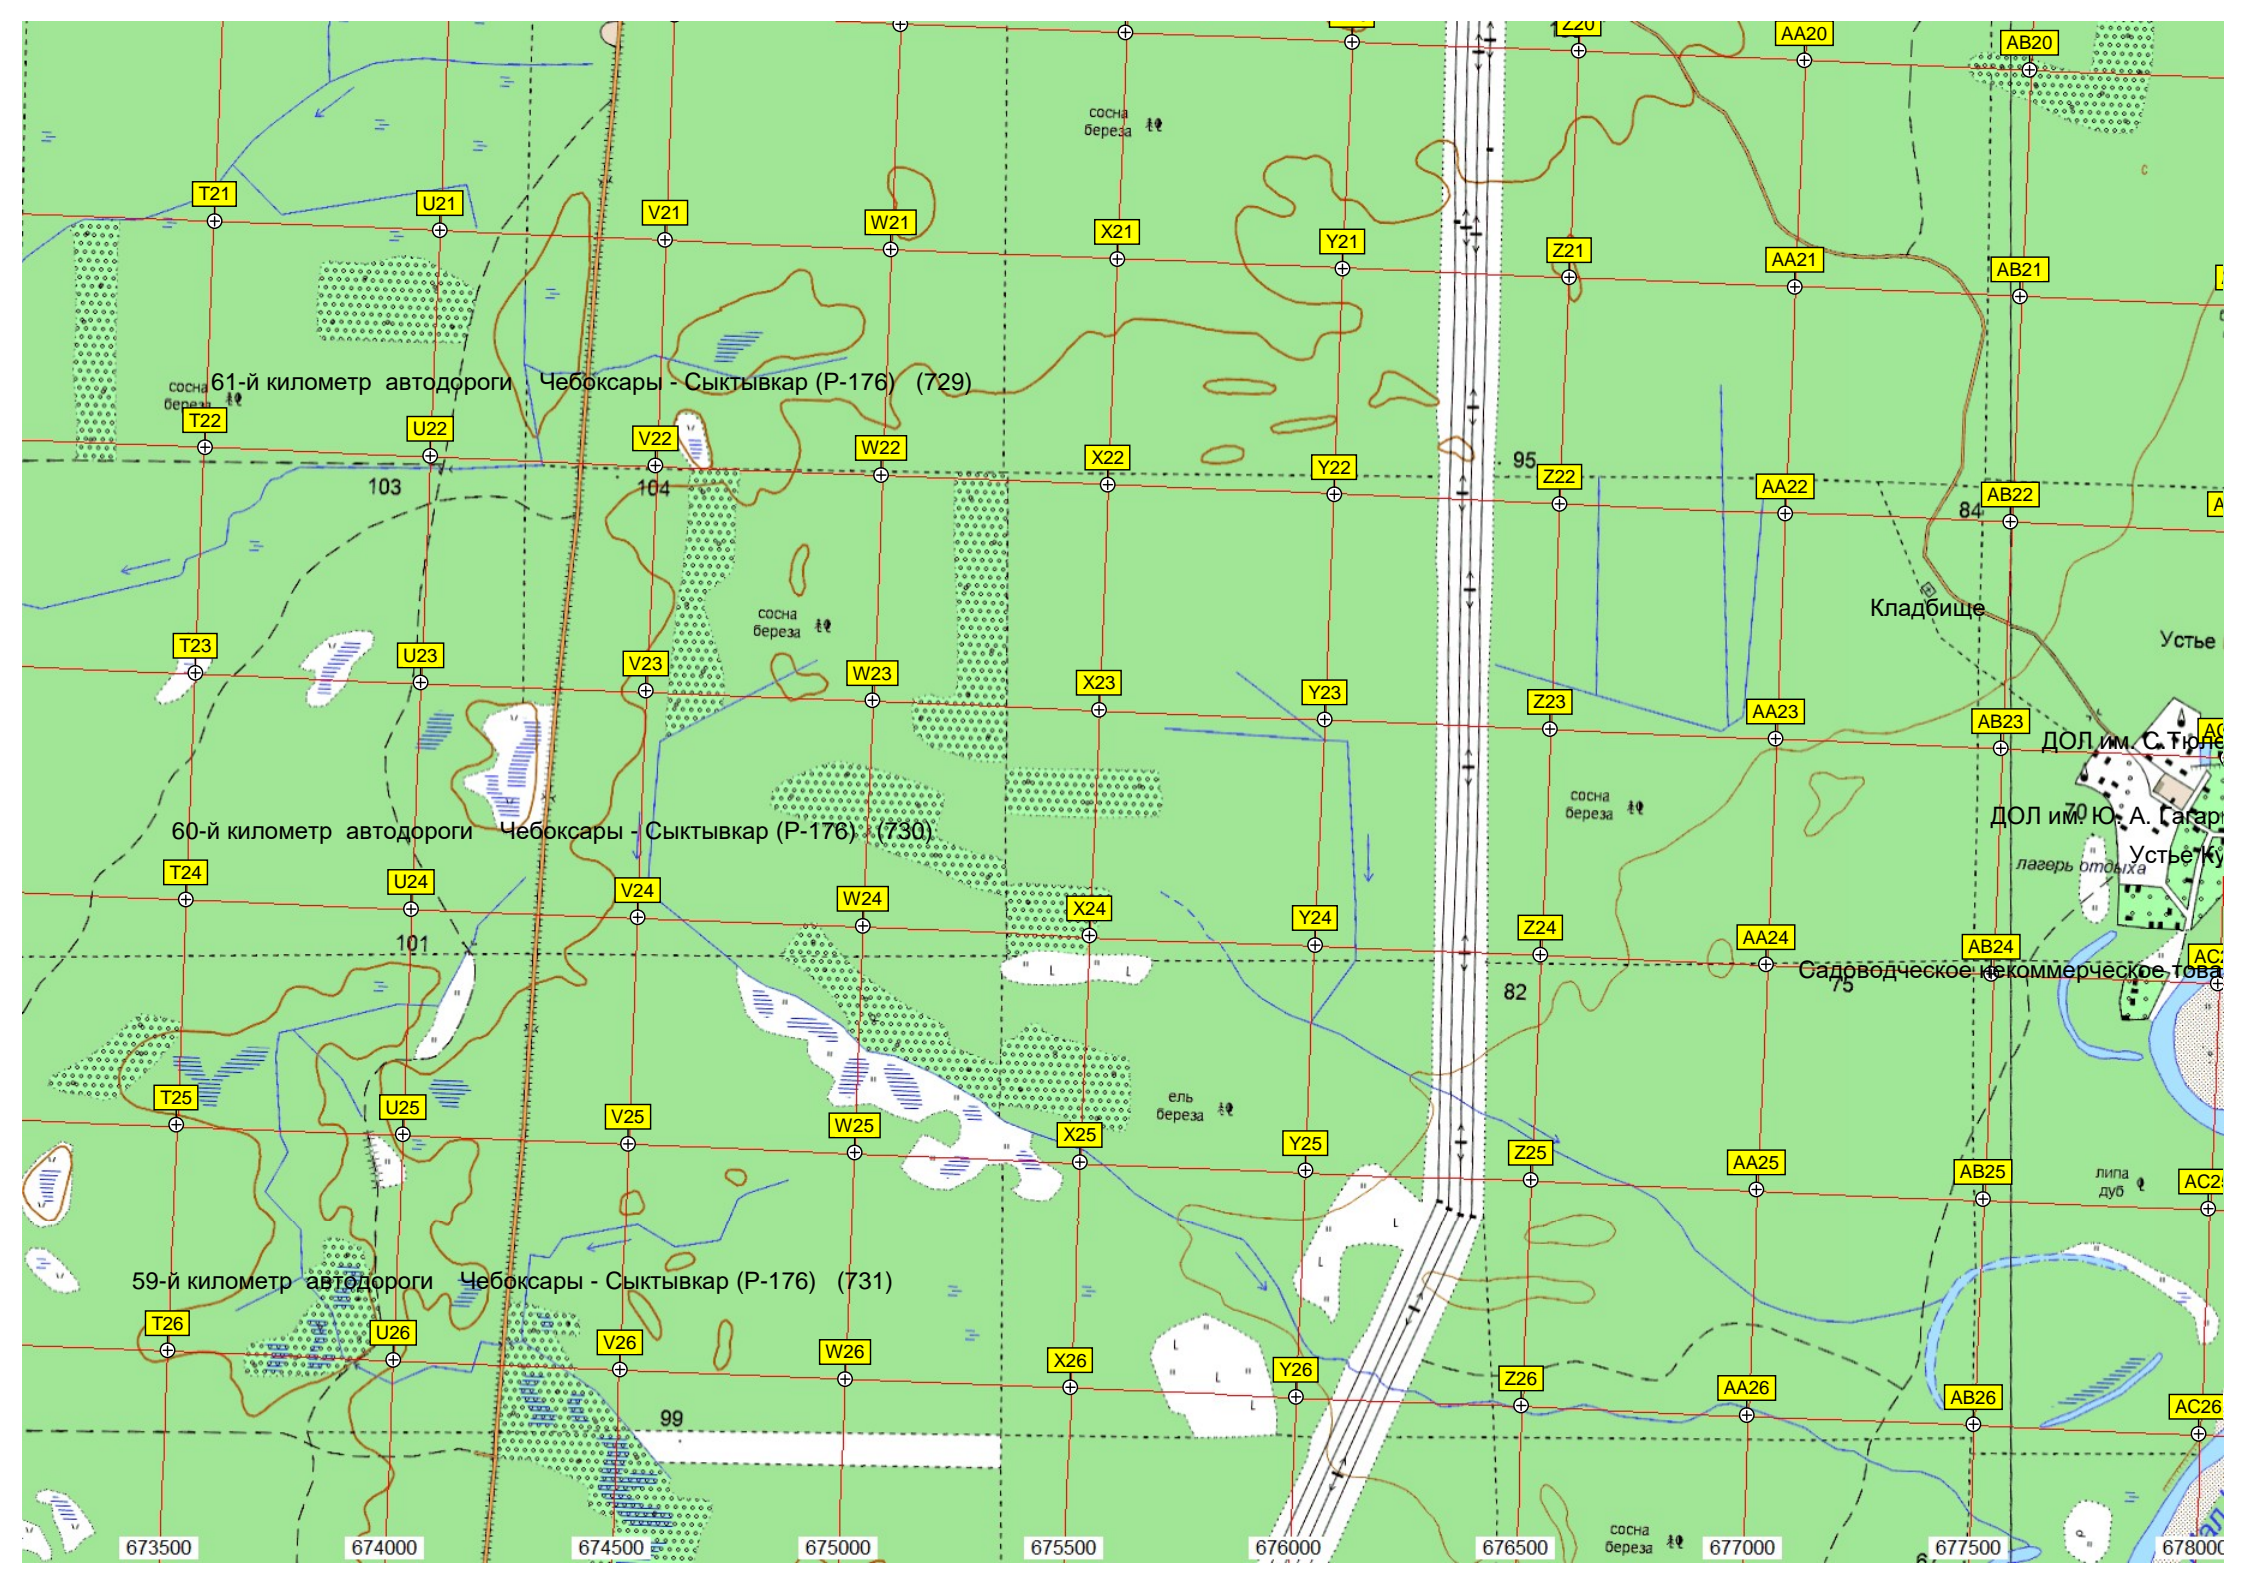 Z20
AA20
AB20
сосна
береза
с
T21
U21
V21
W21
X21
Y21
Z21
AA21
AB21
сосна
береза
61-й километр автодороги Чебоксары - Сыктывкар (Р-176) (729)
T22
U22
V22
W22
X22
Y22
95
Z22
AA22
AB22
103
104
84
Кладбище
сосна
береза
Устье
T23
U23
V23
W23
X23
Y23
Z23
AA23
AB23
ДОЛ им. С.Тюле
сосна
береза
70
ДОЛ им. Ю. А. Гагар
60-й километр автодороги Чебоксары - Сыктывкар (Р-176) (730)
Устье Ку
лагерь отдыха
T24
U24
V24
W24
X24
Y24
Z24
AA24
AB24
101
Садоводческое некоммерческое това
82
75
ель
береза
T25
U25
V25
W25
X25
Y25
Z25
AA25
AB25
AC25
липа
дуб
59-й километр автодороги Чебоксары - Сыктывкар (Р-176) (731)
T26
U26
V26
W26
X26
Y26
Z26
AA26
AB26
AC26
99
сосна
береза
673500 674000 674500 675000 675500 676000 676500 677000 677500 678000